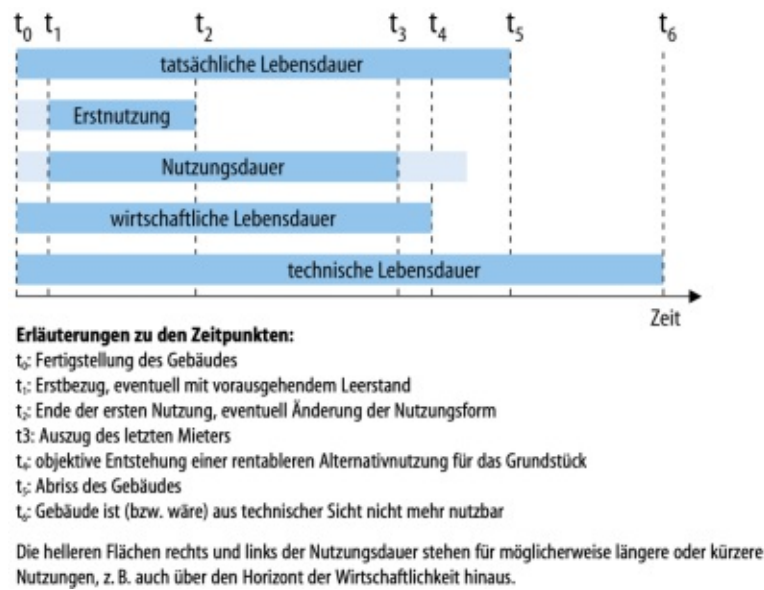 t₀ t₁ t₂ t₃ t₄ t₅ t₆
tatsächliche Lebensdauer
Erstnutzung
Nutzungsdauer
wirtschaftliche Lebensdauer
technische Lebensdauer
Zeit
Erläuterungen zu den Zeitpunkten:
t₀: Fertigstellung des Gebäudes
t₁: Erstbezug, eventuell mit vorausgehendem Leerstand
t₂: Ende der ersten Nutzung, eventuell Änderung der Nutzungsform
t3: Auszug des letzten Mieters
t₄: objektive Entstehung einer rentableren Alternativnutzung für das Grundstück
t₅: Abriss des Gebäudes
t₆: Gebäude ist (bzw. wäre) aus technischer Sicht nicht mehr nutzbar
Die helleren Flächen rechts und links der Nutzungsdauer stehen für möglicherweise längere oder kürzere
Nutzungen, z. B. auch über den Horizont der Wirtschaftlichkeit hinaus.